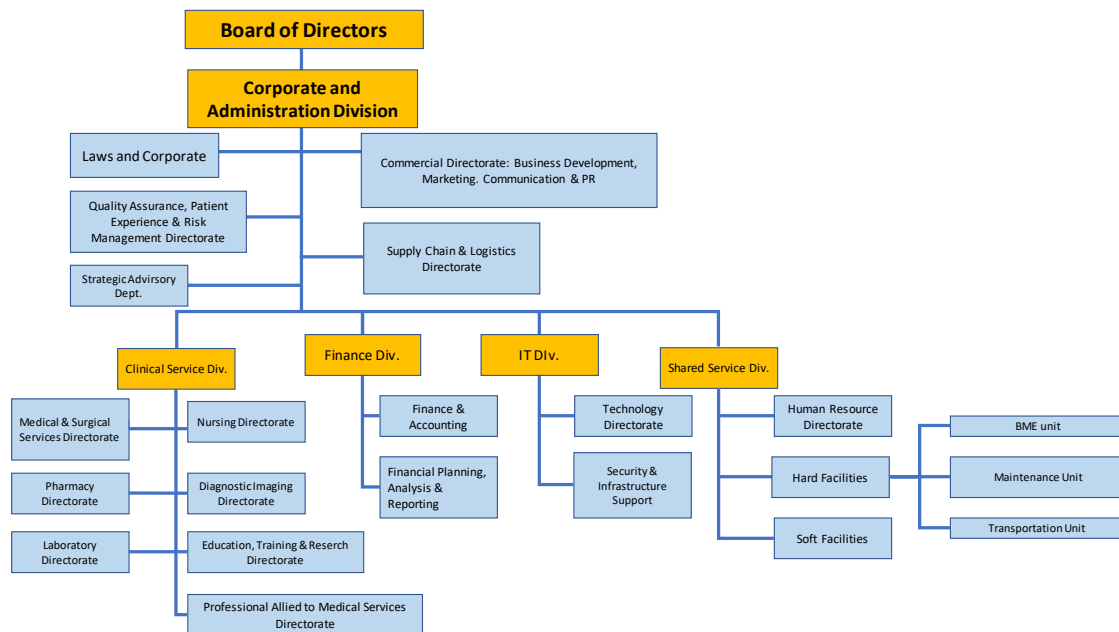 Board of Directors
Corporate and
Administration Division
Laws and Corporate
Commercial Directorate: Business Development,
Marketing. Communication & PR
Quality Assurance, Patient
Experience & Risk
Management Directorate
Supply Chain & Logistics
Directorate
Strategic Advirsory
Dept.
Clinical Service Div.
Finance Div.
IT DIv.
Shared Service Div.
Medical & Surgical
Services Directorate
Nursing Directorate
Finance &
Accounting
Technology
Directorate
Human Resource
Directorate
BME unit
Pharmacy
Directorate
Diagnostic Imaging
Directorate
Financial Planning,
Analysis &
Reporting
Security &
Infrastructure
Support
Hard Facilities
Maintenance Unit
Laboratory
Directorate
Education, Training & Reserch
Directorate
Soft Facilities
Transportation Unit
Professional Allied to Medical Services
Directorate